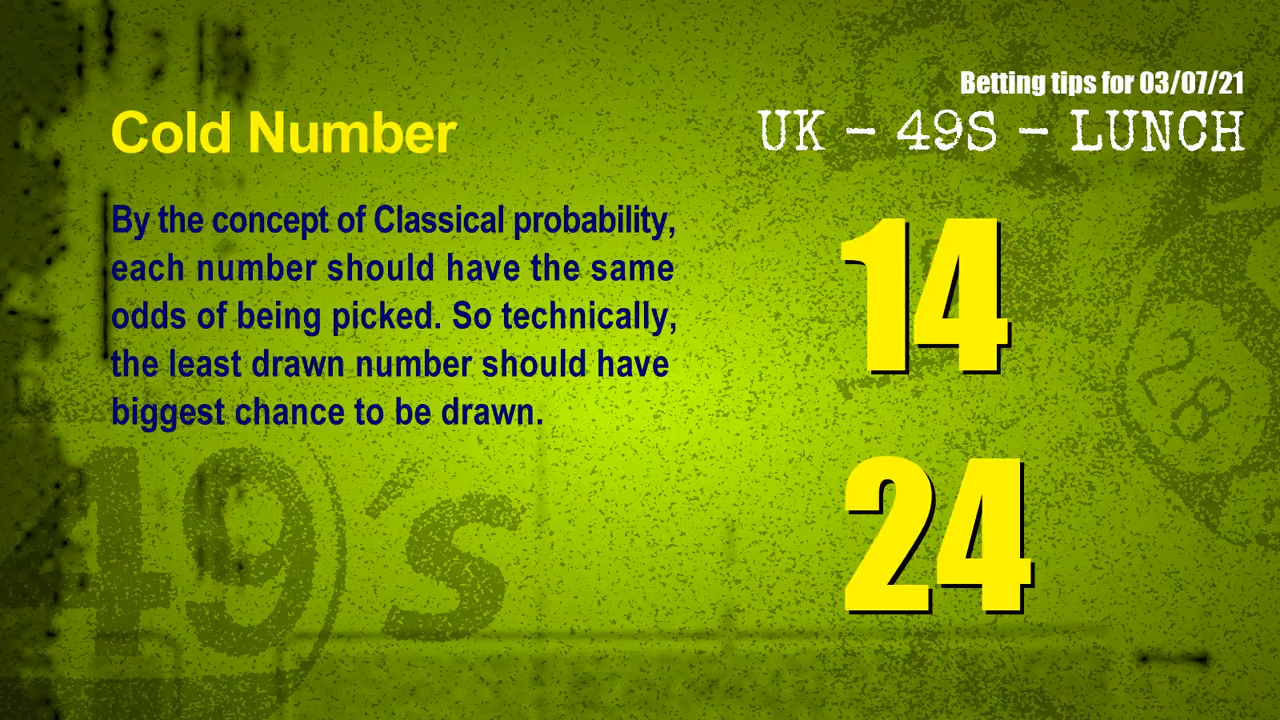 Betting tips for 03/07/21
UK - 49S - LUNCH
Cold Number
By the concept of Classical probability,
each number should have the same
odds of being picked. So technically,
the least drawn number should have
biggest chance to be drawn.
14
24
49's
28